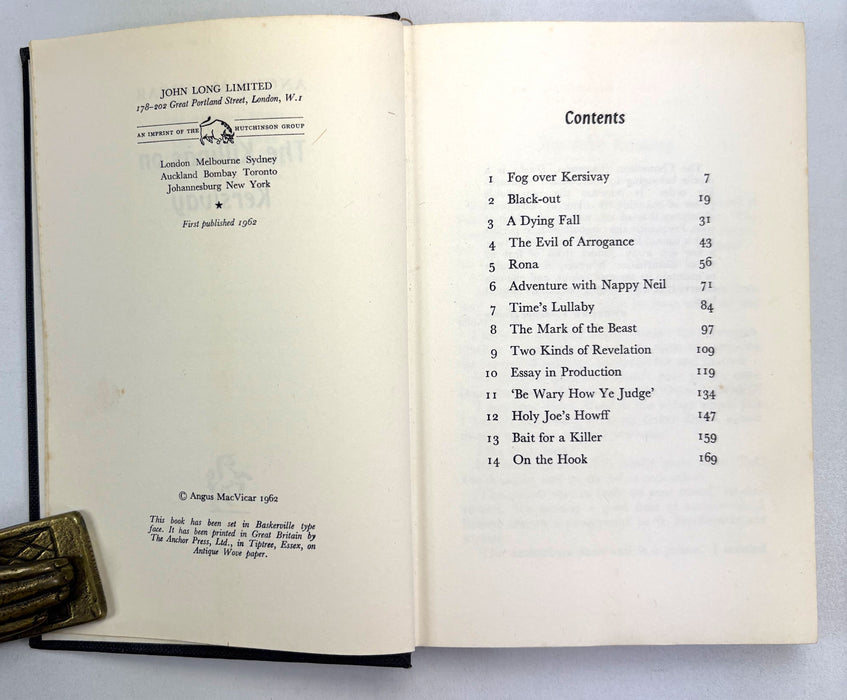 JOHN LONG LIMITED
178–202 Great Portland Street, London, W.1
AN IMPRINT OF THE HUTCHINSON GROUP
London Melbourne Sydney
Auckland Bombay Toronto
Johannesburg New York
★
First published 1962
© Angus MacVicar 1962
This book has been set in Baskerville type
face. It has been printed in Great Britain by
The Anchor Press, Ltd., in Tiptree, Essex, on
Antique Wove paper.
Contents
1 Fog over Kersivay 7
2 Black-out 19
3 A Dying Fall 31
4 The Evil of Arrogance 43
5 Rona 56
6 Adventure with Nappy Neil 71
7 Time's Lullaby 84
8 The Mark of the Beast 97
9 Two Kinds of Revelation 109
10 Essay in Production 119
11 'Be Wary How Ye Judge' 134
12 Holy Joe's Howff 147
13 Bait for a Killer 159
14 On the Hook 169